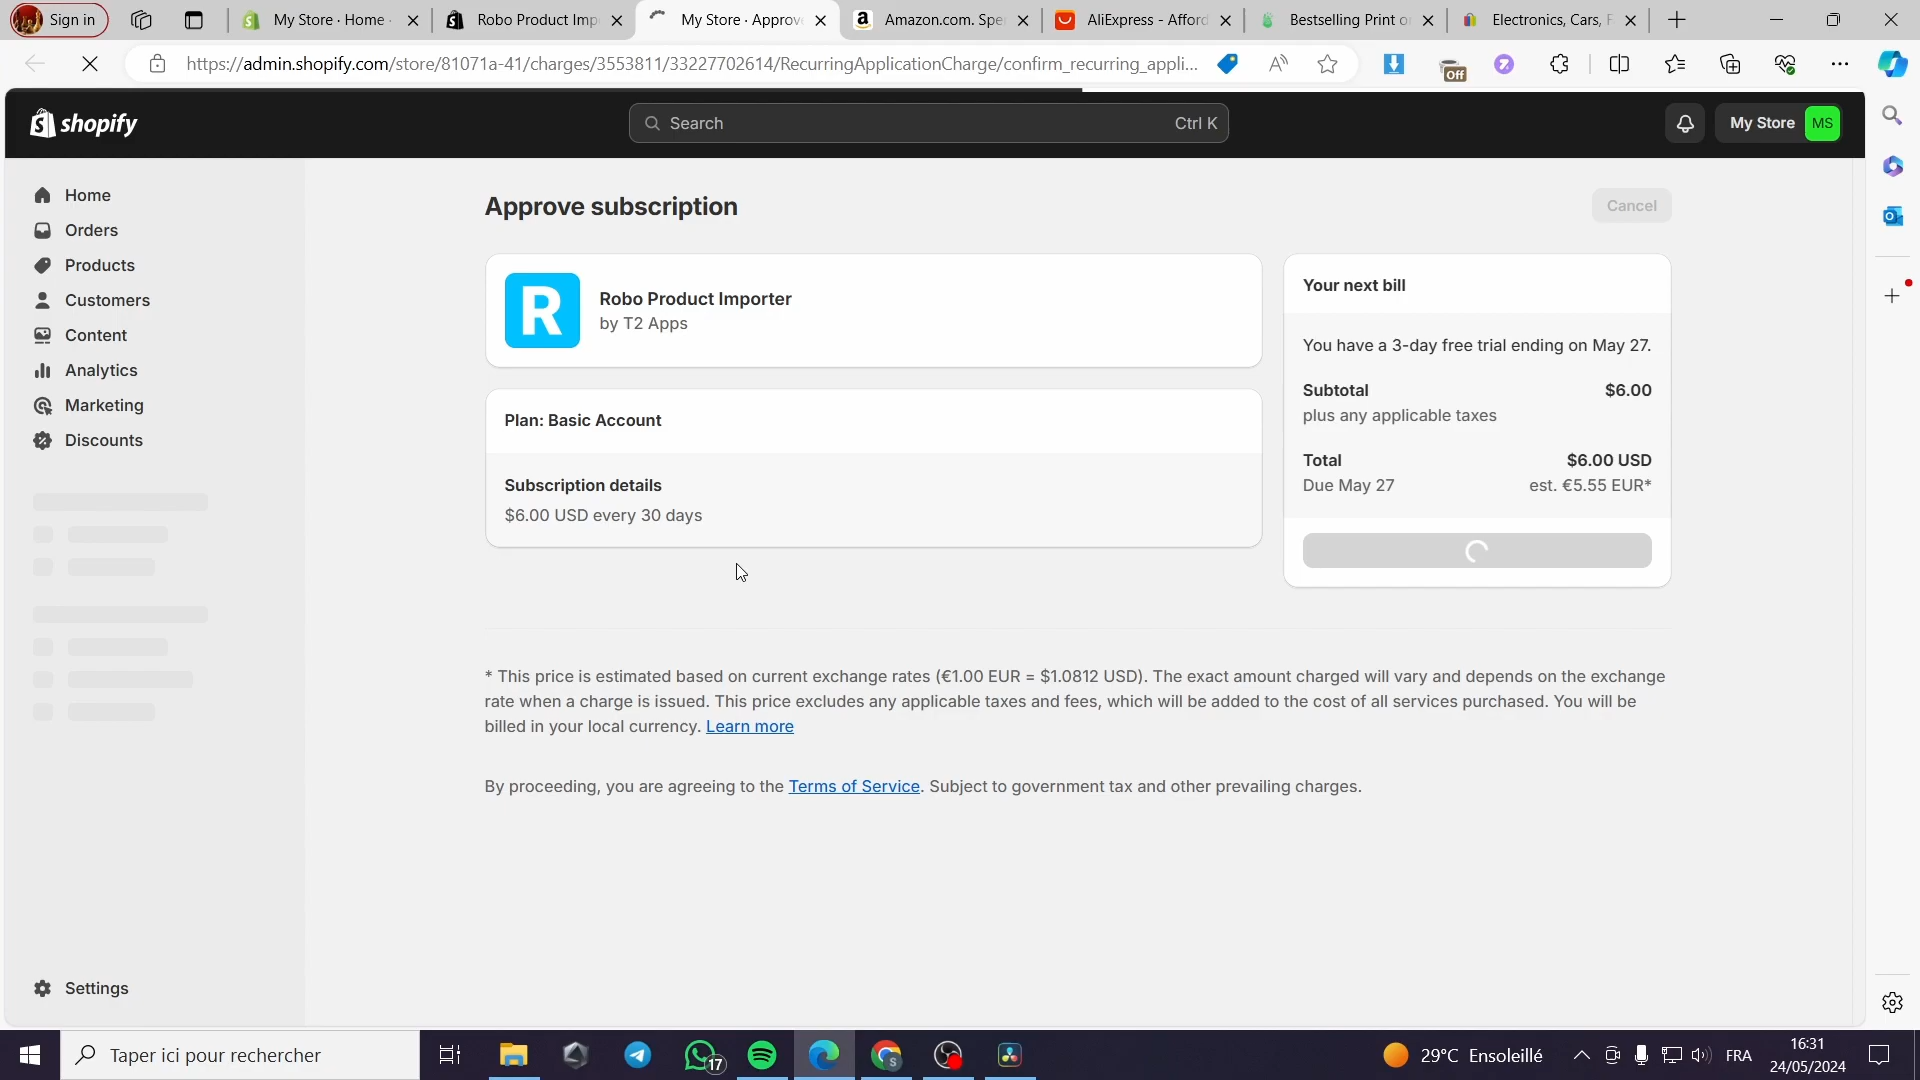 Sign in
My Store · Home
Robo Product Imp
My Store · Approv
Amazon.com. Spe
AliExpress - Afford
Bestselling Print o
Electronics, Cars, F
https://admin.shopify.com/store/81071a-41/charges/3553811/33227702614/RecurringApplicationCharge/confirm_recurring_appli...
Off
shopify
Search
Ctrl K
My Store
MS
Home
Orders
Products
Customers
Content
Analytics
Marketing
Discounts
Settings
Approve subscription
Cancel
R
Robo Product Importer
by T2 Apps
Plan: Basic Account
Subscription details
$6.00 USD every 30 days
Your next bill
You have a 3-day free trial ending on May 27.
Subtotal $6.00
plus any applicable taxes
Total $6.00 USD
Due May 27 est. €5.55 EUR*
* This price is estimated based on current exchange rates (€1.00 EUR = $1.0812 USD). The exact amount charged will vary and depends on the exchange
rate when a charge is issued. This price excludes any applicable taxes and fees, which will be added to the cost of all services purchased. You will be
billed in your local currency. Learn more
By proceeding, you are agreeing to the Terms of Service. Subject to government tax and other prevailing charges.
Taper ici pour rechercher
17
29°C Ensoleillé
FRA
16:31
24/05/2024